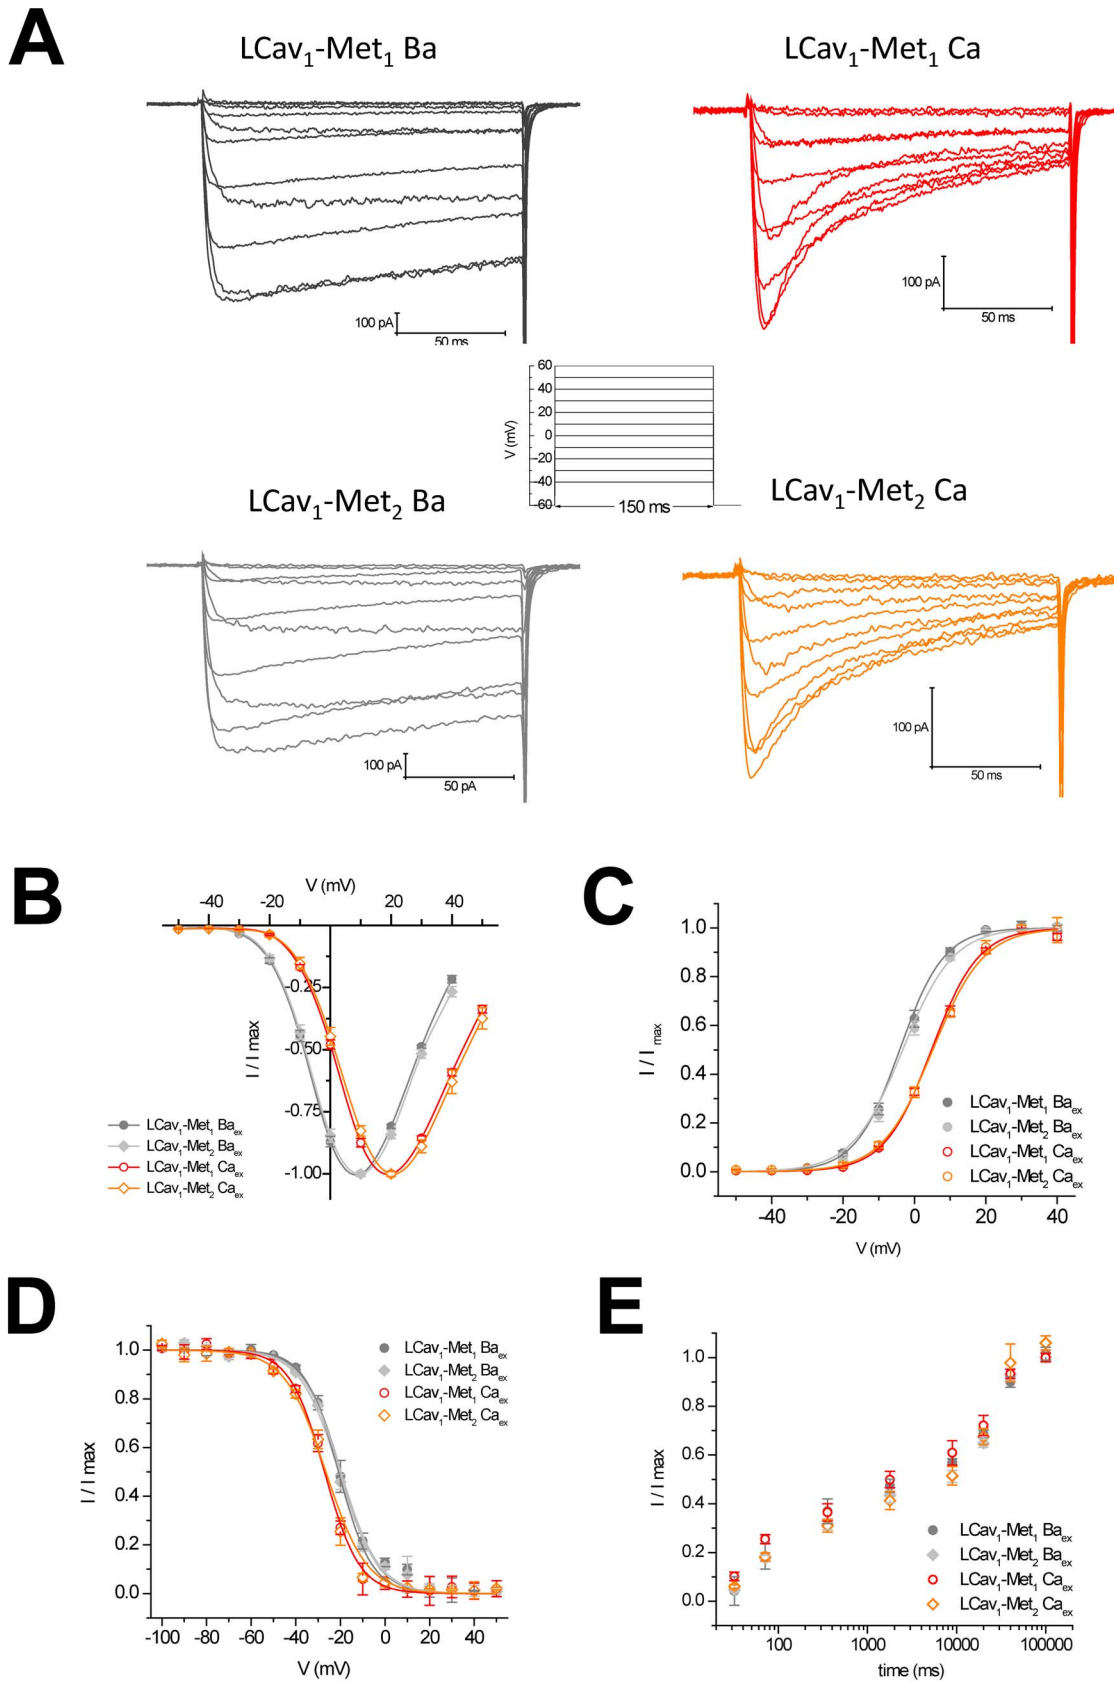 A
LCav₁-Met₁ Ba
LCav₁-Met₁ Ca
100 pA
50 ms
100 pA
50 ms
60
40
20
0
-20
-40
-60
V (mV)
150 ms
LCav₁-Met₂ Ba
LCav₁-Met₂ Ca
100 pA
50 pA
100 pA
50 ms
B
V (mV)
-40 -20 20 40
-0.25
-0.50
-0.75
-1.00
I / I max
LCav₁-Met₁ Baₑₓ
LCav₁-Met₂ Baₑₓ
LCav₁-Met₁ Caₑₓ
LCav₁-Met₂ Caₑₓ
C
1.0
0.8
0.6
0.4
0.2
0.0
I / Iₘₐₓ
LCav₁-Met₁ Baₑₓ
LCav₁-Met₂ Baₑₓ
LCav₁-Met₁ Caₑₓ
LCav₁-Met₂ Caₑₓ
-40 -20 0 20 40
V (mV)
D
1.0
0.8
0.6
0.4
0.2
0.0
I / I max
LCav₁-Met₁ Baₑₓ
LCav₁-Met₂ Baₑₓ
LCav₁-Met₁ Caₑₓ
LCav₁-Met₂ Caₑₓ
-100 -80 -60 -40 -20 0 20 40
V (mV)
E
1.0
0.8
0.6
0.4
0.2
0.0
I / I max
LCav₁-Met₁ Baₑₓ
LCav₁-Met₂ Baₑₓ
LCav₁-Met₁ Caₑₓ
LCav₁-Met₂ Caₑₓ
100 1000 10000 100000
time (ms)